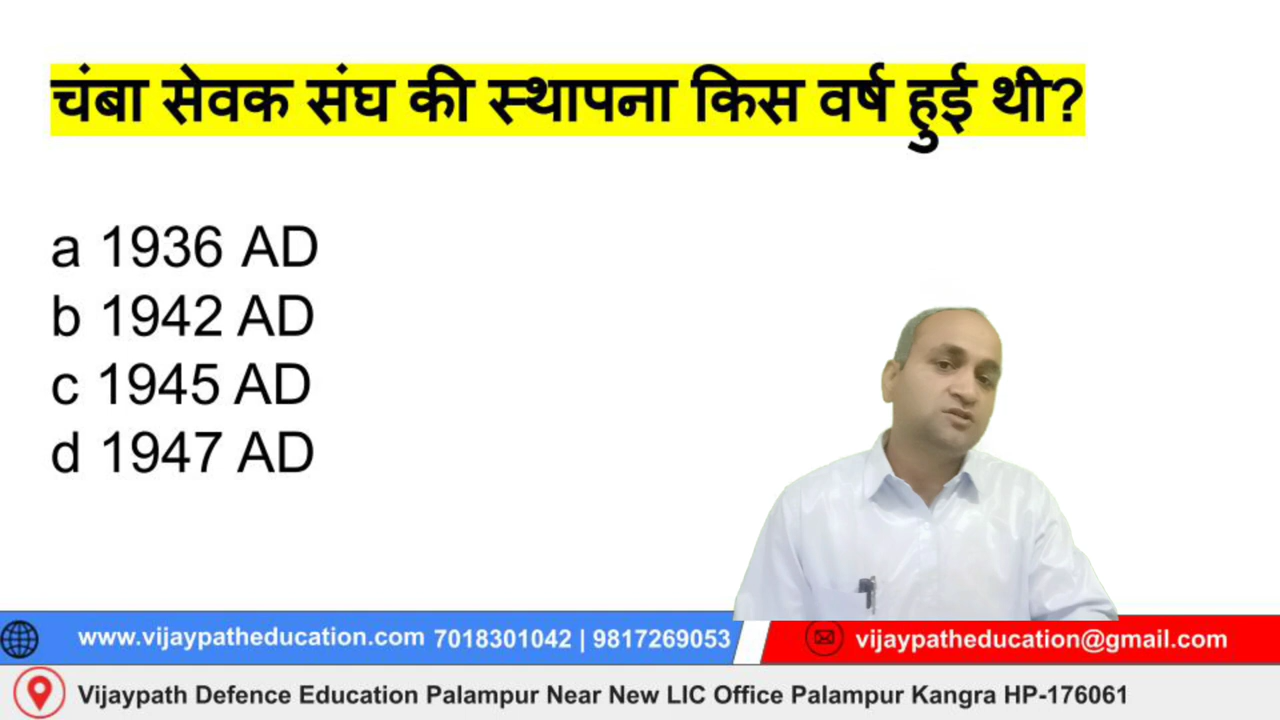 चंबा सेवक संघ की स्थापना किस वर्ष हुई थी?
a 1936 AD
b 1942 AD
c 1945 AD
d 1947 AD
www.vijaypatheducation.com 7018301042 | 9817269053
vijaypatheducation@gmail.com
Vijaypath Defence Education Palampur Near New LIC Office Palampur Kangra HP-176061